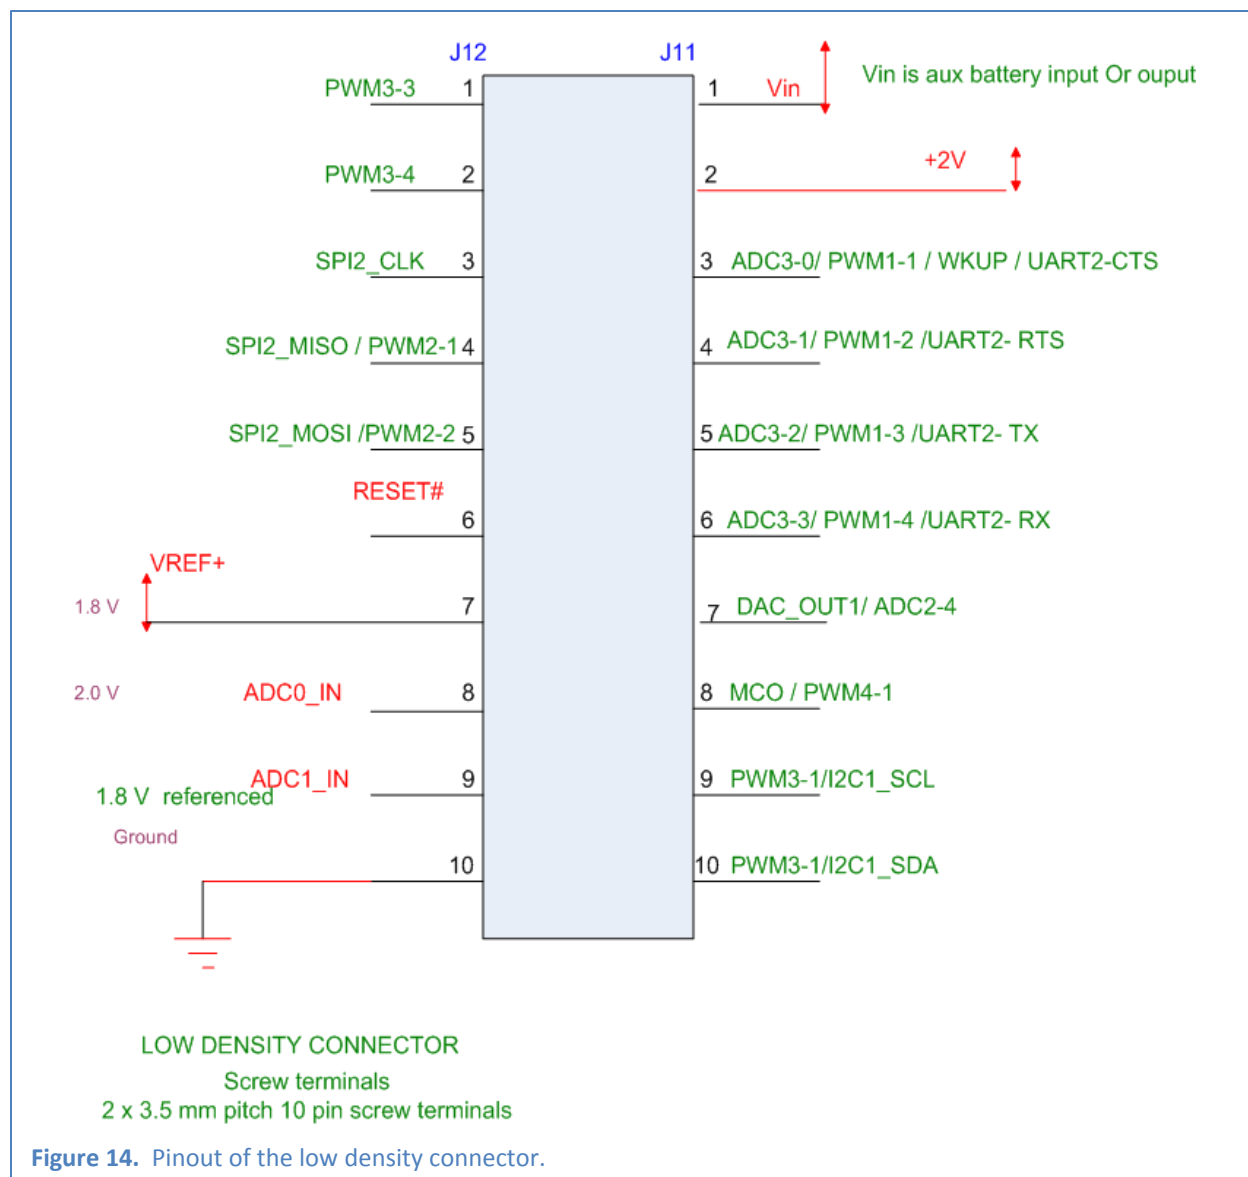 J12 J11
PWM3-3 1 1 Vin Vin is aux battery input Or ouput
PWM3-4 2 2 +2V
SPI2_CLK 3 3 ADC3-0/ PWM1-1 / WKUP / UART2-CTS
SPI2_MISO / PWM2-1 4 4 ADC3-1/ PWM1-2 /UART2- RTS
SPI2_MOSI /PWM2-2 5 5 ADC3-2/ PWM1-3 /UART2- TX
RESET# 6 6 ADC3-3/ PWM1-4 /UART2- RX
VREF+
1.8 V 7 7 DAC_OUT1/ ADC2-4
2.0 V ADC0_IN 8 8 MCO / PWM4-1
ADC1_IN 9 9 PWM3-1/I2C1_SCL
1.8 V referenced
Ground
10 10 PWM3-1/I2C1_SDA
LOW DENSITY CONNECTOR
Screw terminals
2 x 3.5 mm pitch 10 pin screw terminals
Figure 14. Pinout of the low density connector.